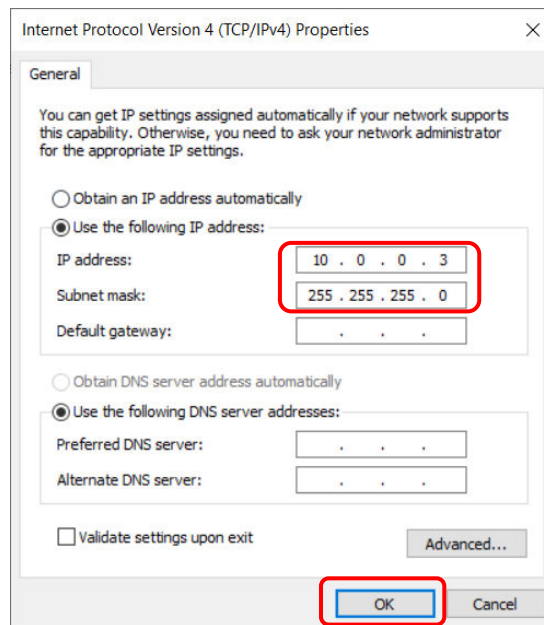 Internet Protocol Version 4 (TCP/IPv4) Properties
General
You can get IP settings assigned automatically if your network supports
this capability. Otherwise, you need to ask your network administrator
for the appropriate IP settings.
Obtain an IP address automatically
Use the following IP address:
IP address: 10 . 0 . 0 . 3
Subnet mask: 255 . 255 . 255 . 0
Default gateway: . . .
Obtain DNS server address automatically
Use the following DNS server addresses:
Preferred DNS server: . . .
Alternate DNS server: . . .
Validate settings upon exit
Advanced...
OK Cancel